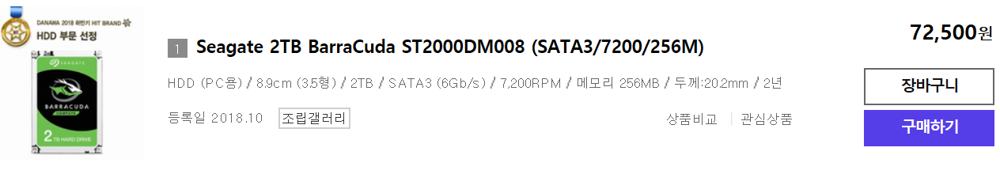 DANAWA 2018 하반기 HIT BRAND
HDD 부문 선정
SEAGATE
BARRACUDA
COMPUTE
2 TB HARD DRIVE
1 Seagate 2TB BarraCuda ST2000DM008 (SATA3/7200/256M)
HDD (PC용) / 8.9cm (3.5형) / 2TB / SATA3 (6Gb/s) / 7,200RPM / 메모리 256MB / 두께:20.2mm / 2년
등록일 2018.10 조립갤러리
상품비교 | 관심상품
72,500원
장바구니
구매하기